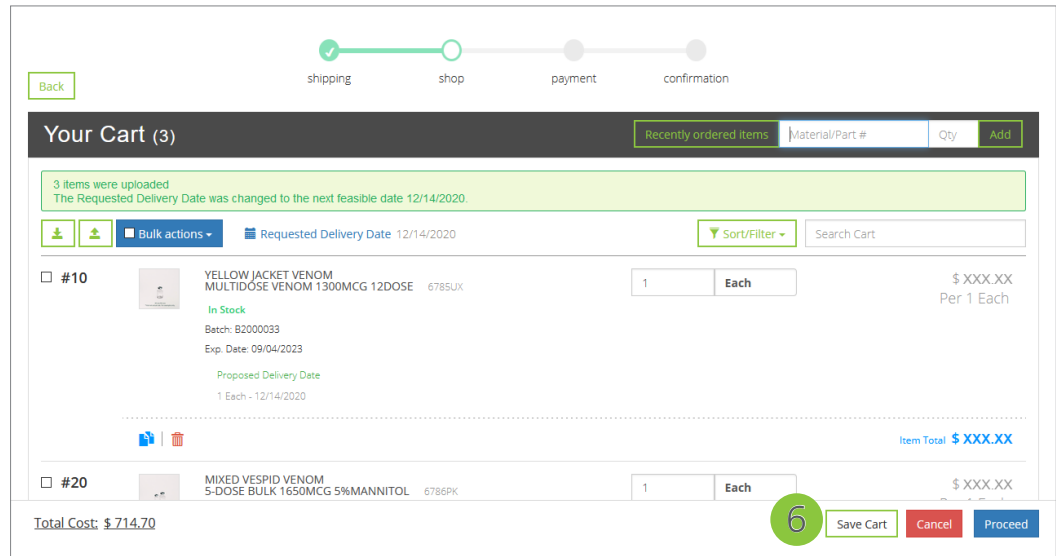 shipping shop payment confirmation
Back
Your Cart (3) Recently ordered items Material/Part # Qty Add
3 items were uploaded
The Requested Delivery Date was changed to the next feasible date 12/14/2020.
Bulk actions Requested Delivery Date 12/14/2020 Sort/Filter Search Cart
#10 YELLOW JACKET VENOM 1 Each $ XXX.XX
MULTIDOSE VENOM 1300MCG 12DOSE 6785UX Per 1 Each
In Stock
Batch: B2000033
Exp. Date: 09/04/2023
Proposed Delivery Date
1 Each - 12/14/2020
Item Total $ XXX.XX
#20 MIXED VESPID VENOM 1 Each $ XXX.XX
5-DOSE BULK 1650MCG 5%MANNITOL 6786PK
Total Cost: $ 714.70 6 Save Cart Cancel Proceed